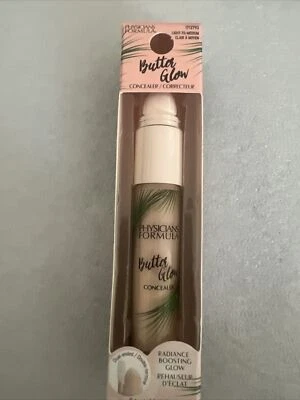 PHYSICIANS
FORMULA
LIGHT-TO-MEDIUM
CLAIR À MOYEN
Butter
Glow
CONCEALER / CORRECTEUR
PHYSICIANS
FORMULA
Butter
Glow
CONCEALER
RADIANCE
BOOSTING
GLOW
REHAUSSEUR
D'ÉCLAT